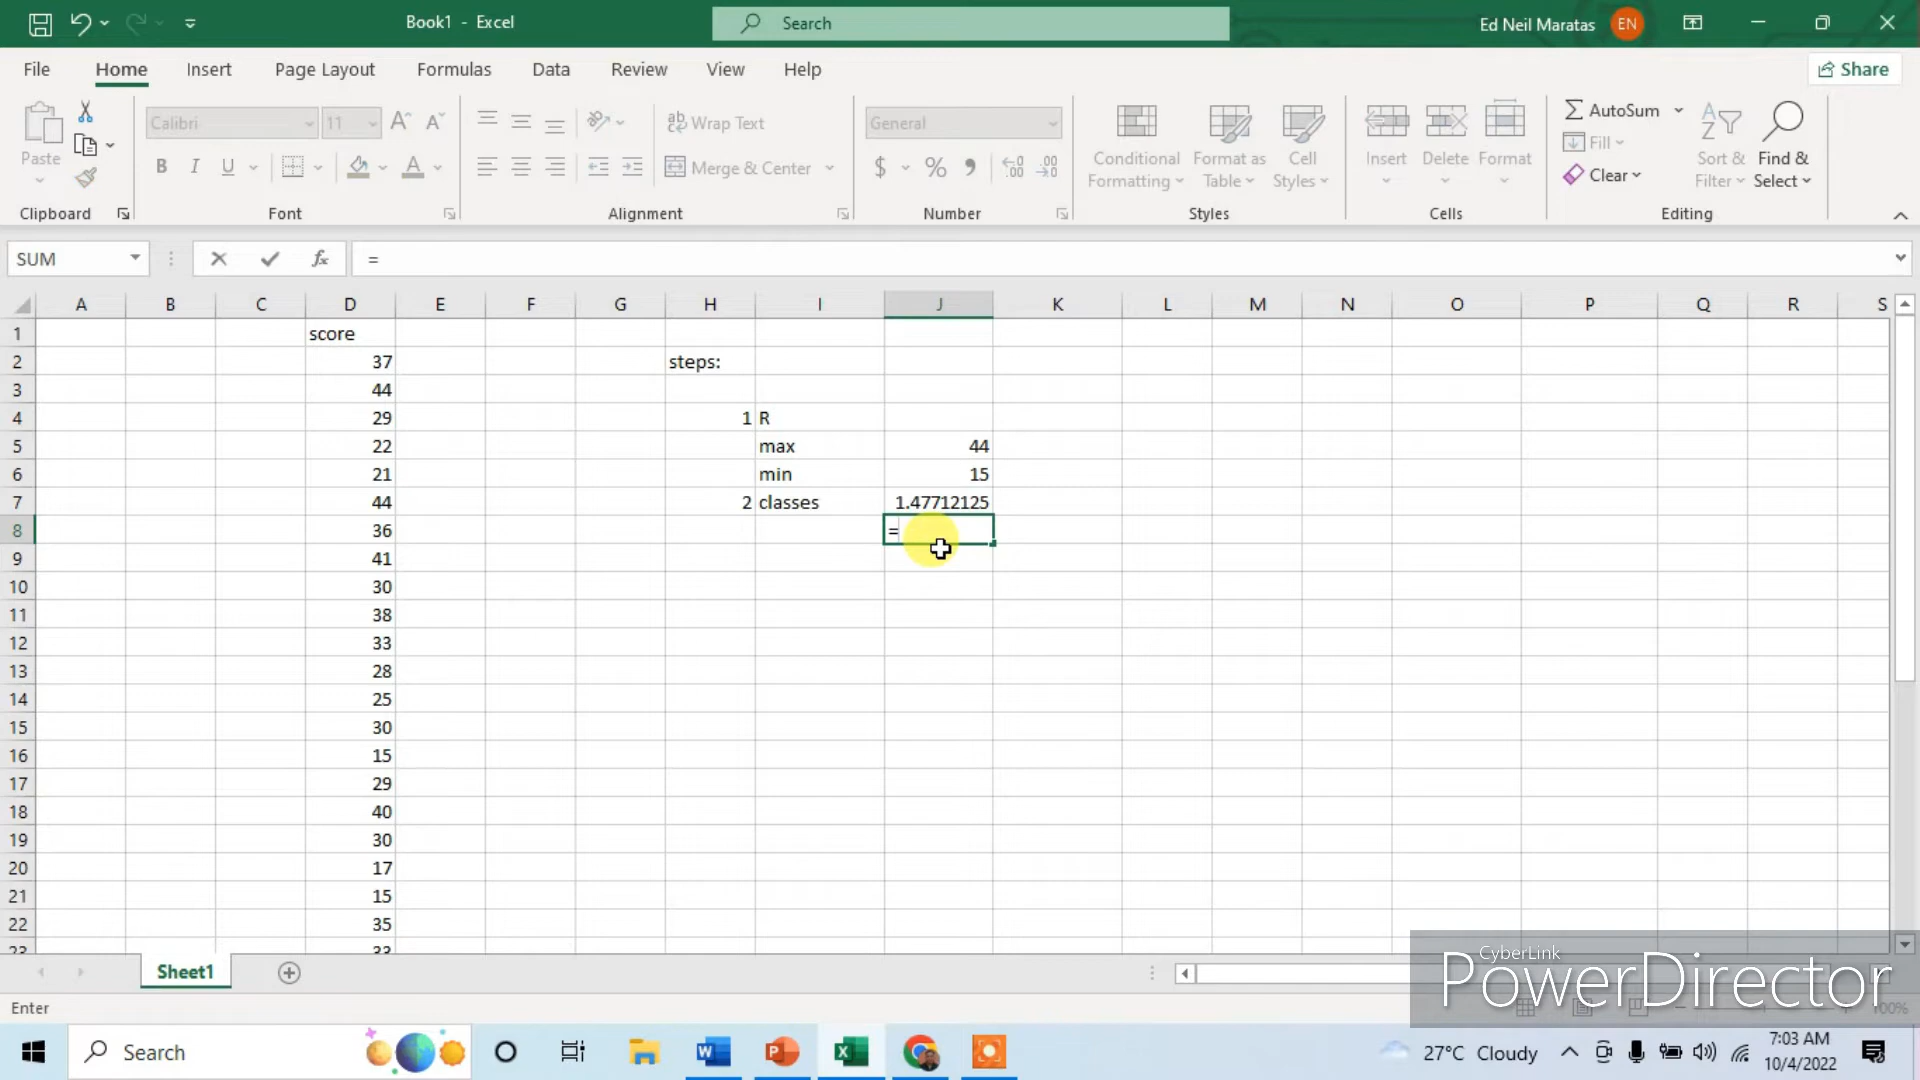 Book1 - Excel
Search
Ed Neil Maratas
EN
File
Home
Insert
Page Layout
Formulas
Data
Review
View
Help
Share
Paste
Calibri
11
A^
A
B
I
U
A
ab Wrap Text
Merge & Center
General
$
%
Conditional
Formatting
Format as
Table
Cell
Styles
Insert
Delete
Format
AutoSum
Fill
Clear
Sort &
Filter
Find &
Select
Clipboard
Font
Alignment
Number
Styles
Cells
Editing
SUM
fx
=
A B C D E F G H I J K L M N O P Q R S
1 score
2 37 steps:
3 44
4 29 1 R
5 22 max 44
6 21 min 15
7 44 2 classes 1.47712125
8 36 =
9 41
10 30
11 38
12 33
13 28
14 25
15 30
16 15
17 29
18 40
19 30
20 17
21 15
22 35
23 33
Sheet1
Enter
CyberLink
PowerDirector
100%
Search
27°C Cloudy
7:03 AM
10/4/2022